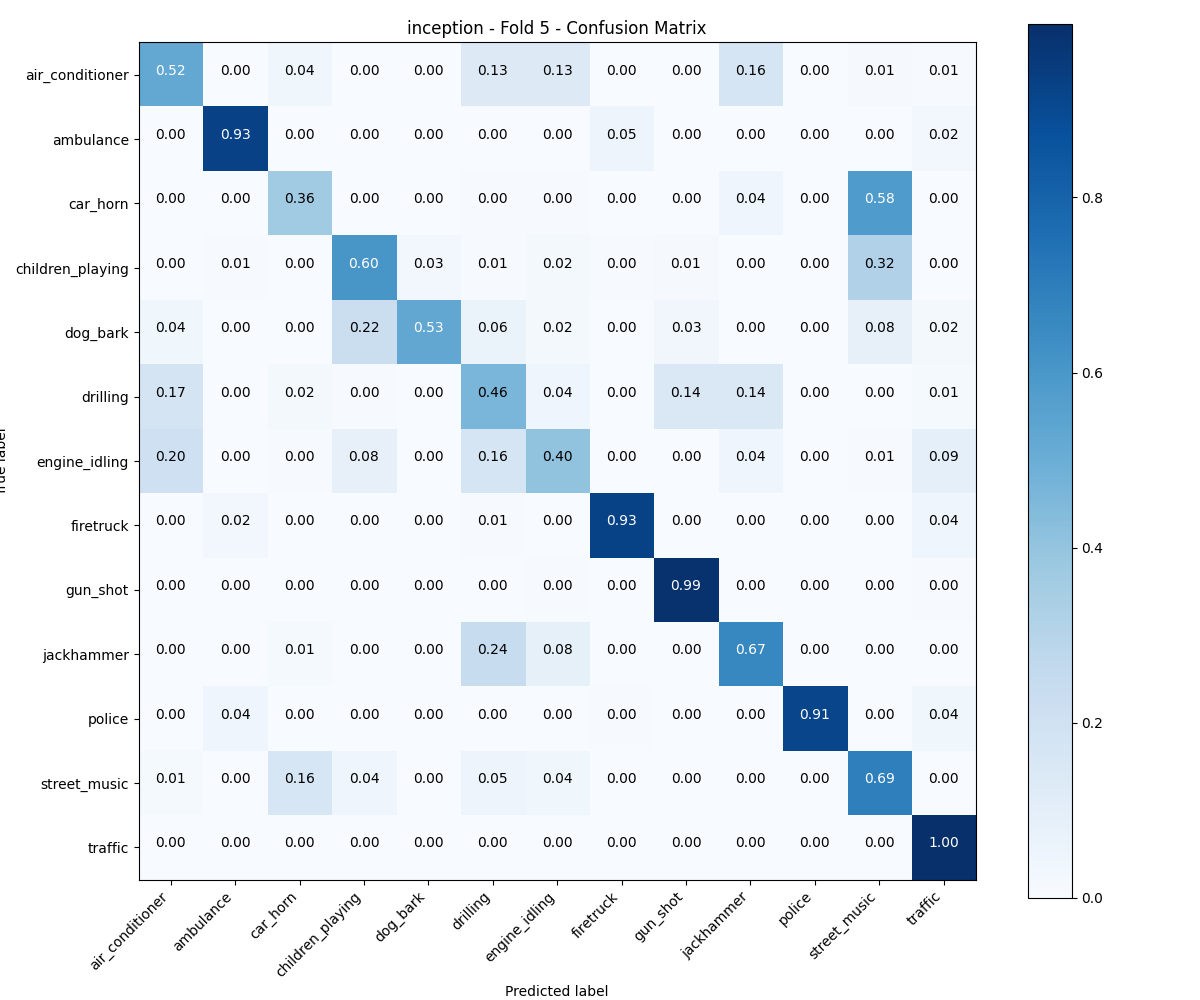 inception - Fold 5 - Confusion Matrix
air_conditioner 0.52 0.00 0.04 0.00 0.00 0.13 0.13 0.00 0.00 0.16 0.00 0.01 0.01
ambulance 0.00 0.93 0.00 0.00 0.00 0.00 0.00 0.05 0.00 0.00 0.00 0.00 0.02
car_horn 0.00 0.00 0.36 0.00 0.00 0.00 0.00 0.00 0.00 0.04 0.00 0.58 0.00
children_playing 0.00 0.01 0.00 0.60 0.03 0.01 0.02 0.00 0.01 0.00 0.00 0.32 0.00
dog_bark 0.04 0.00 0.00 0.22 0.53 0.06 0.02 0.00 0.03 0.00 0.00 0.08 0.02
drilling 0.17 0.00 0.02 0.00 0.00 0.46 0.04 0.00 0.14 0.14 0.00 0.00 0.01
engine_idling 0.20 0.00 0.00 0.08 0.00 0.16 0.40 0.00 0.00 0.04 0.00 0.01 0.09
firetruck 0.00 0.02 0.00 0.00 0.00 0.01 0.00 0.93 0.00 0.00 0.00 0.00 0.04
gun_shot 0.00 0.00 0.00 0.00 0.00 0.00 0.00 0.00 0.99 0.00 0.00 0.00 0.00
jackhammer 0.00 0.00 0.01 0.00 0.00 0.24 0.08 0.00 0.00 0.67 0.00 0.00 0.00
police 0.00 0.04 0.00 0.00 0.00 0.00 0.00 0.00 0.00 0.00 0.91 0.00 0.04
street_music 0.01 0.00 0.16 0.04 0.00 0.05 0.04 0.00 0.00 0.00 0.00 0.69 0.00
traffic 0.00 0.00 0.00 0.00 0.00 0.00 0.00 0.00 0.00 0.00 0.00 0.00 1.00
air_conditioner ambulance car_horn children_playing dog_bark drilling engine_idling firetruck gun_shot jackhammer police street_music traffic
Predicted label
label
0.8
0.6
0.4
0.2
0.0